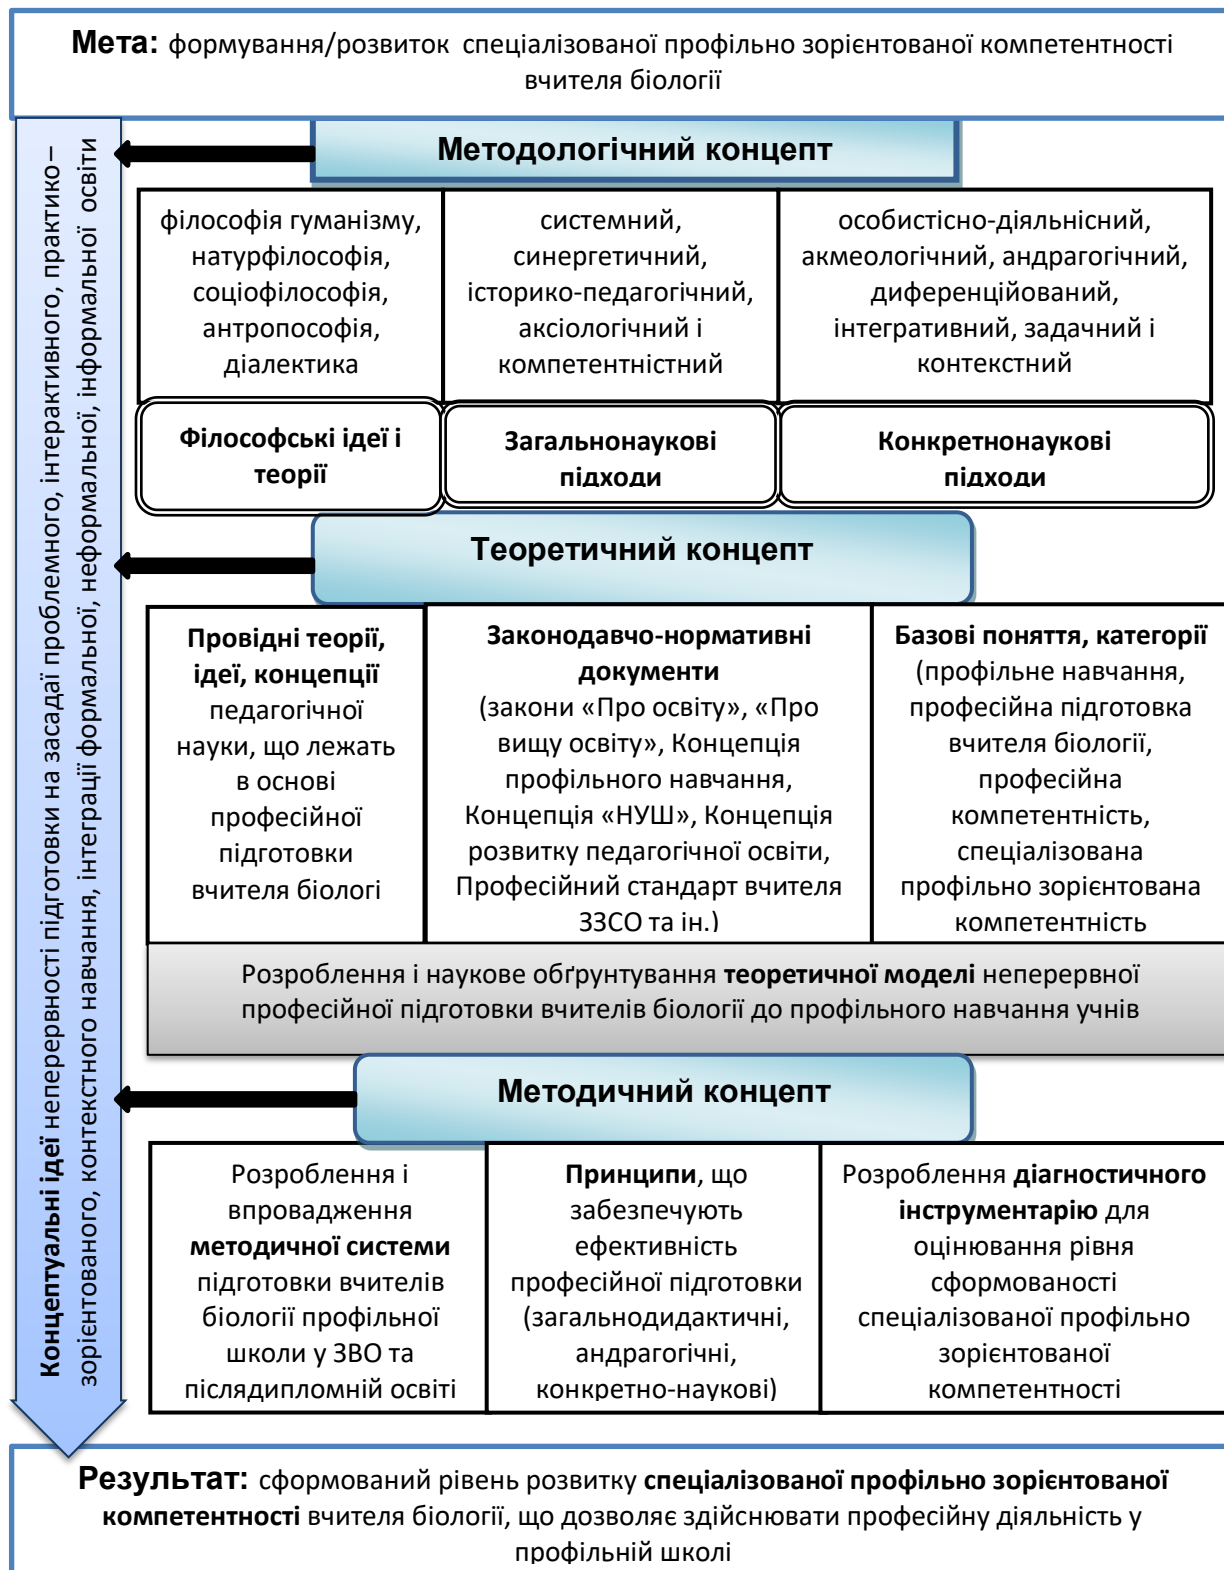 Мета: формування/розвиток спеціалізованої профільно зорієнтованої компетентності
вчителя біології
Концептуальні ідеї неперервності підготовки на засадаї проблемного, інтерактивного, практико–
зорієнтованого, контекстного навчання, інтеграції формальної, неформальної, інформальної освіти
Методологічний концепт
філософія гуманізму,
натурфілософія,
соціофілософія,
антропософія,
діалектика
системний,
синергетичний,
історико-педагогічний,
аксіологічний і
компетентністний
особистісно-діяльнісний,
акмеологічний, андрагогічний,
диференційований,
інтегративний, задачний і
контекстний
Філософські ідеї і
теорії
Загальнонаукові
підходи
Конкретнонаукові
підходи
Теоретичний концепт
Провідні теорії,
ідеї, концепції
педагогічної
науки, що лежать
в основі
професійної
підготовки
вчителя біологі
Законодавчо-нормативні
документи
(закони «Про освіту», «Про
вищу освіту», Концепція
профільного навчання,
Концепція «НУШ», Концепція
розвитку педагогічної освіти,
Професійний стандарт вчителя
ЗЗСО та ін.)
Базові поняття, категорії
(профільне навчання,
професійна підготовка
вчителя біології,
професійна
компетентність,
спеціалізована
профільно зорієнтована
компетентність
Розроблення і наукове обґрунтування теоретичної моделі неперервної
професійної підготовки вчителів біології до профільного навчання учнів
Методичний концепт
Розроблення і
впровадження
методичної системи
підготовки вчителів
біології профільної
школи у ЗВО та
післядипломній освіті
Принципи, що
забезпечують
ефективність
професійної підготовки
(загальнодидактичні,
андрагогічні,
конкретно-наукові)
Розроблення діагностичного
інструментарію для
оцінювання рівня
сформованості
спеціалізованої профільно
зорієнтованої
компетентності
Результат: сформований рівень розвитку спеціалізованої профільно зорієнтованої
компетентності вчителя біології, що дозволяє здійснювати професійну діяльність у
профільній школі